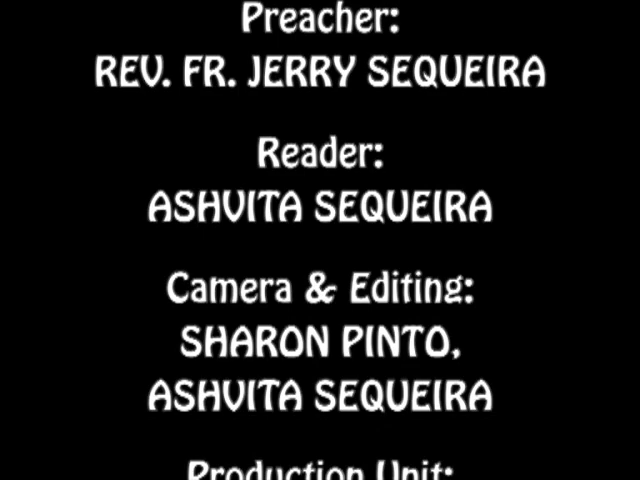 Preacher:
REV. FR. JERRY SEQUEIRA
Reader:
ASHVITA SEQUEIRA
Camera & Editing:
SHARON PINTO,
ASHVITA SEQUEIRA
Production Unit: